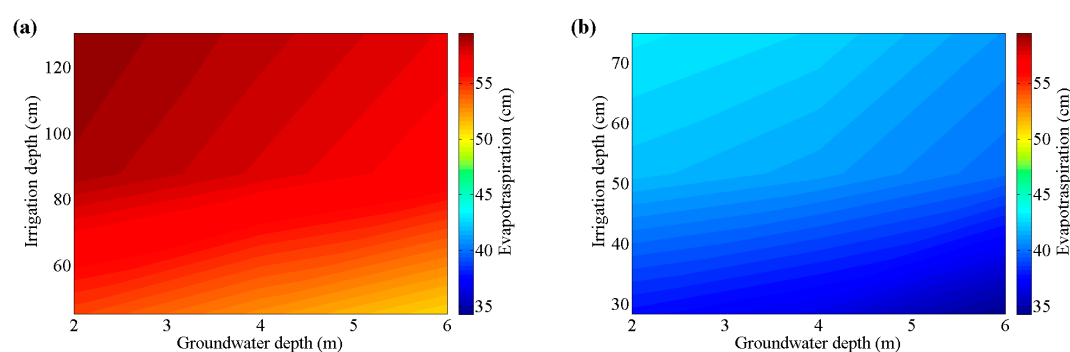 (a)
Irrigation depth (cm)
120
100
80
60
2 3 4 5 6
Groundwater depth (m)
55
50
45
40
35
Evapotraspiration (cm)
(b)
Irrigation depth (cm)
70
60
50
40
30
2 3 4 5 6
Groundwater depth (m)
55
50
45
40
35
Evapotraspiration (cm)